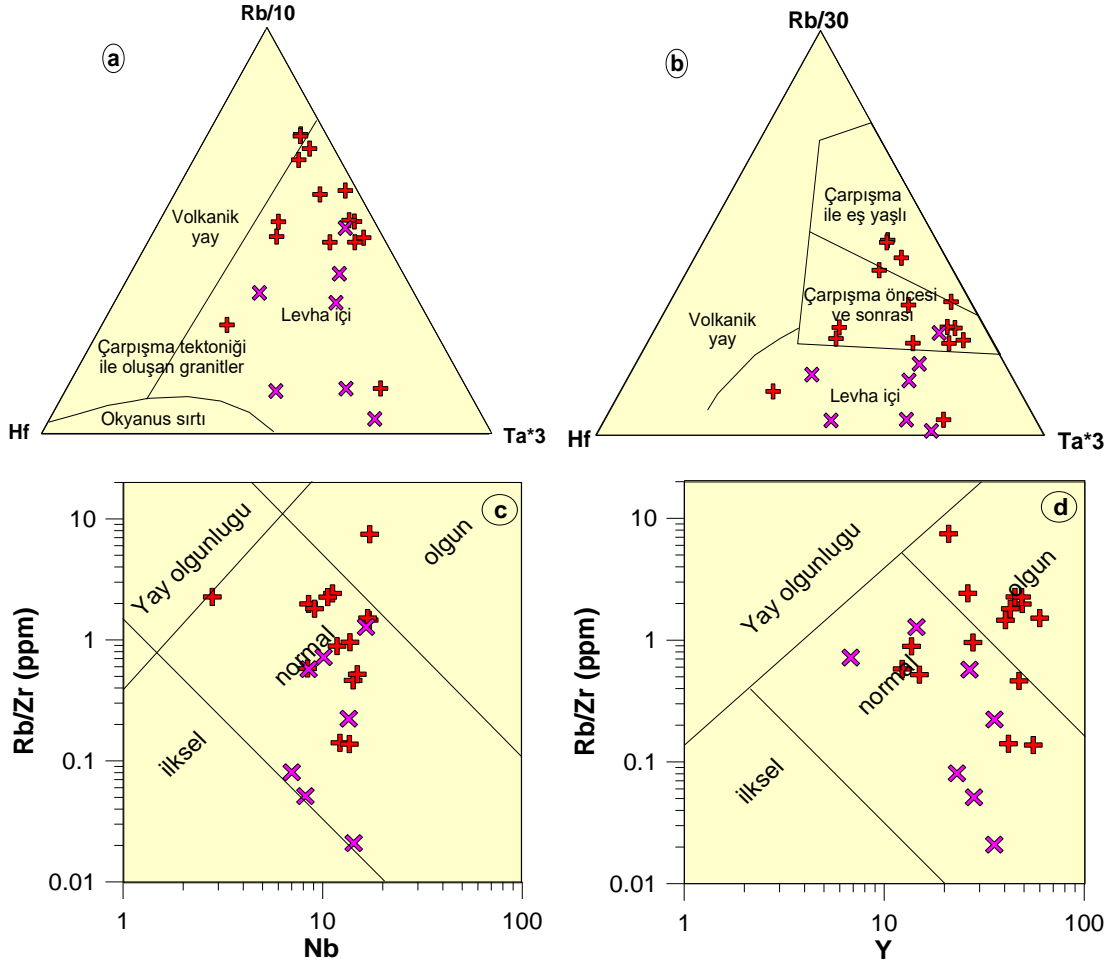 Rb/10
a
Volkanik
yay
Levha içi
Çarpışma tektoniği
ile oluşan granitler
Okyanus sırtı
Hf
Ta*3
Rb/30
b
Çarpışma
ile eş yaşlı
Çarpışma öncesi
ve sonrası
Volkanik
yay
Levha içi
Hf
Ta*3
c
Yay olgunlugu
olgun
normal
ilksel
10
1
0.1
0.01
Rb/Zr (ppm)
1
10
100
Nb
d
Yay olgunlugu
olgun
normal
ilksel
10
1
0.1
0.01
Rb/Zr (ppm)
1
10
100
Y